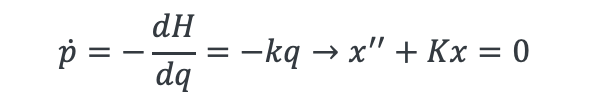 ṗ = − dH/dq = −kq → x″ + Kx = 0